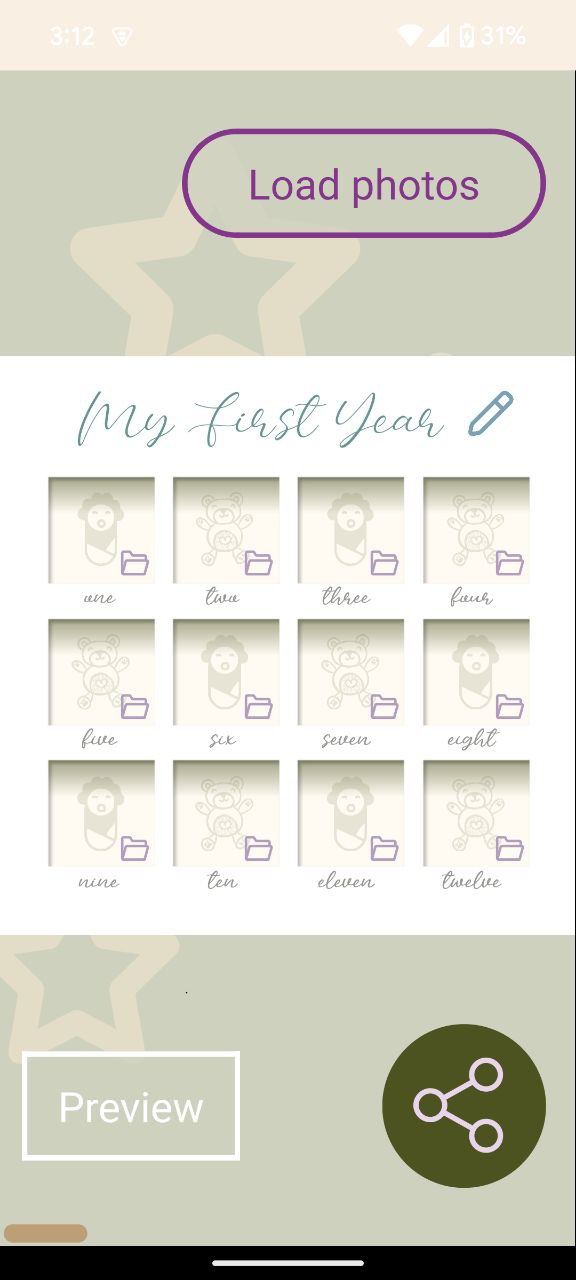 3:12 31%
Load photos
My First Year
one two three four
five six seven eight
nine ten eleven twelve
Preview